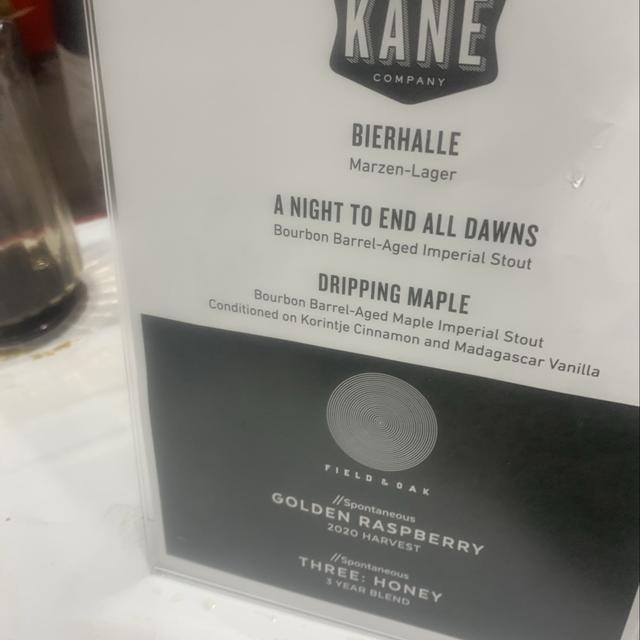 KANE
COMPANY
BIERHALLE
Marzen-Lager
A NIGHT TO END ALL DAWNS
Bourbon Barrel-Aged Imperial Stout
DRIPPING MAPLE
Bourbon Barrel-Aged Maple Imperial Stout
Conditioned on Korintje Cinnamon and Madagascar Vanilla
FIELD & OAK
//Spontaneous
GOLDEN RASPBERRY
2020 HARVEST
//Spontaneous
THREE: HONEY
3 YEAR BLEND